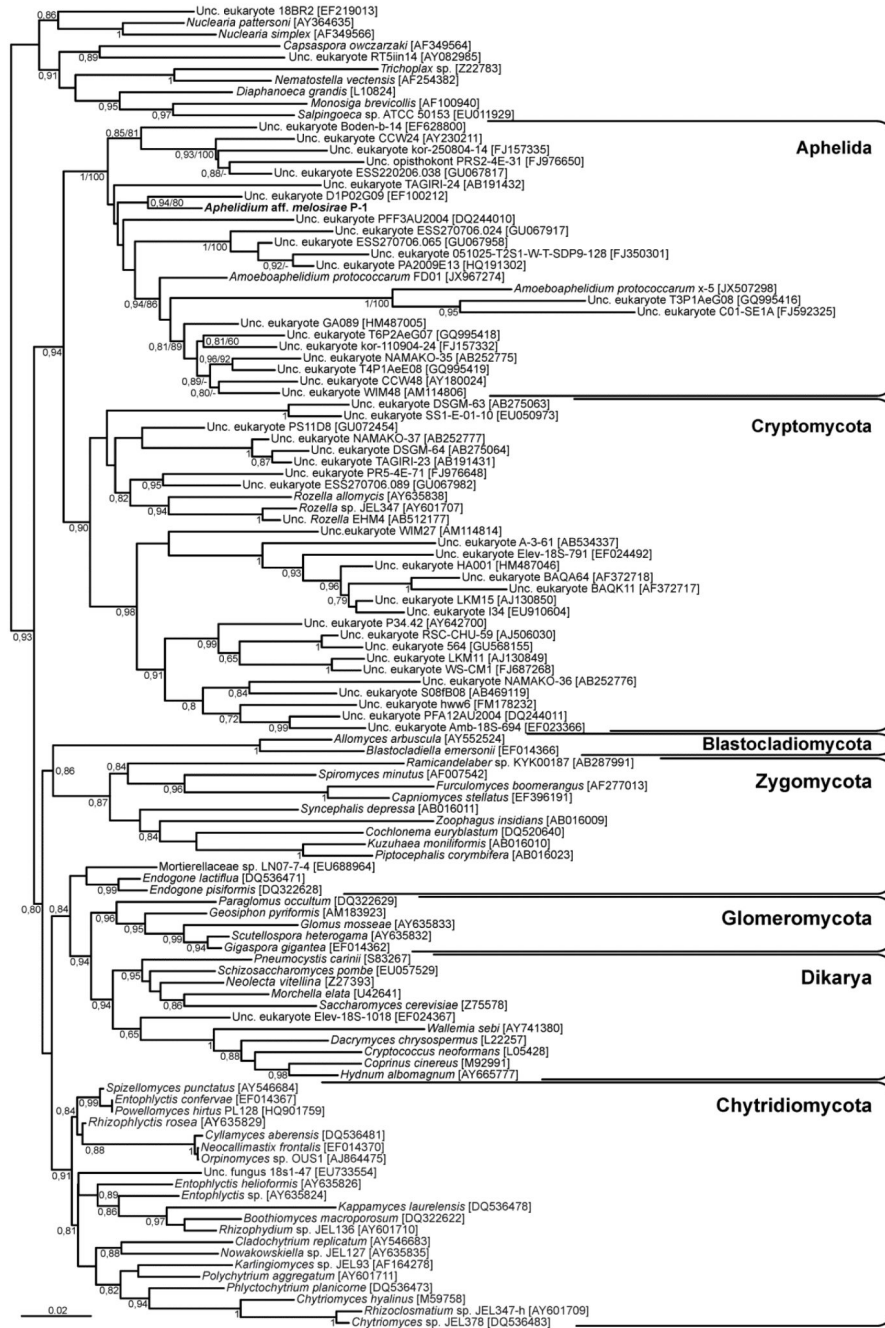 0,86
Unc. eukaryote 18BR2 [EF219013]
Nuclearia pattersoni [AY364635]
1
Nuclearia simplex [AF349566]
Capsaspora owczarzaki [AF349564]
0,89
Unc. eukaryote RT5iin14 [AY082985]
0,91
Trichoplax sp. [Z22783]
1
Nematostella vectensis [AF254382]
Diaphanoeca grandis [L10824]
0,95
Monosiga brevicollis [AF100940]
0,97
Salpingoeca sp. ATCC 50153 [EU011929]
Unc. eukaryote Boden-b-14 [EF628800]
0,85/81
Unc. eukaryote CCW24 [AY230211]
Aphelida
0,93/100
Unc. eukaryote kor-250804-14 [FJ157335]
Unc. opisthokont PRS2-4E-31 [FJ976650]
0,88/-
Unc. eukaryote ESS220206.038 [GU067817]
1/100
Unc. eukaryote TAGIRI-24 [AB191432]
Unc. eukaryote D1P02G09 [EF100212]
0,94/80
Aphelidium aff. melosirae P-1
Unc. eukaryote PFF3AU2004 [DQ244010]
Unc. eukaryote ESS270706.024 [GU067917]
1/100
Unc. eukaryote ESS270706.065 [GU067958]
Unc. eukaryote 051025-T2S1-W-T-SDP9-128 [FJ350301]
0,92/-
Unc. eukaryote PA2009E13 [HQ191302]
Amoeboaphelidium protococcarum FD01 [JX967274]
0,94/86
Amoeboaphelidium protococcarum x-5 [JX507298]
1/100
Unc. eukaryote T3P1AeG08 [GQ995416]
0,95
Unc. eukaryote C01-SE1A [FJ592325]
Unc. eukaryote GA089 [HM487005]
Unc. eukaryote T6P2AeG07 [GQ995418]
0,81/60
0,81/89
Unc. eukaryote kor-110904-24 [FJ157332]
0,94
0,96/92
Unc. eukaryote NAMAKO-35 [AB252775]
Unc. eukaryote T4P1AeE08 [GQ995419]
0,89/-
Unc. eukaryote CCW48 [AY180024]
0,80/-
Unc. eukaryote WIM48 [AM114806]
Unc. eukaryote DSGM-63 [AB275063]
1
Unc. eukaryote SS1-E-01-10 [EU050973]
Cryptomycota
Unc. eukaryote PS11D8 [GU072454]
Unc. eukaryote NAMAKO-37 [AB252777]
1
Unc. eukaryote DSGM-64 [AB275064]
0,87
Unc. eukaryote TAGIRI-23 [AB191431]
Unc. eukaryote PR5-4E-71 [FJ976648]
0,95
Unc. eukaryote ESS270706.089 [GU067982]
0,82
Rozella allomycis [AY635838]
0,94
Rozella sp. JEL347 [AY601707]
1
Unc. Rozella EHM4 [AB512177]
0,90
Unc.eukaryote WIM27 [AM114814]
Unc. eukaryote A-3-61 [AB534337]
1
Unc. eukaryote Elev-18S-791 [EF024492]
0,93
Unc. eukaryote HA001 [HM487046]
Unc. eukaryote BAQA64 [AF372718]
0,96
1
Unc. eukaryote BAQK11 [AF372717]
0,79
Unc. eukaryote LKM15 [AJ130850]
0,98
Unc. eukaryote I34 [EU910604]
Unc. eukaryote P34.42 [AY642700]
0,93
Unc. eukaryote RSC-CHU-59 [AJ506030]
0,99
1
Unc. eukaryote 564 [GU568155]
0,65
Unc. eukaryote LKM11 [AJ130849]
1
Unc. eukaryote WS-CM1 [FJ687268]
0,91
Unc. eukaryote NAMAKO-36 [AB252776]
0,84
Unc. eukaryote S08fB08 [AB469119]
0,8
Unc. eukaryote hww6 [FM178232]
0,72
Unc. eukaryote PFA12AU2004 [DQ244011]
0,99
Unc. eukaryote Amb-18S-694 [EF023366]
Allomyces arbuscula [AY552524]
Blastocladiomycota
1
Blastocladiella emersonii [EF014366]
0,86
0,84
Ramicandelaber sp. KYK00187 [AB287991]
Spiromyces minutus [AF007542]
Zygomycota
0,96
Furculomyces boomerangus [AF277013]
0,87
1
Capniomyces stellatus [EF396191]
Syncephalis depressa [AB016011]
Zoophagus insidians [AB016009]
0,84
Cochlonema euryblastum [DQ520640]
Kuzuhaea moniliformis [AB016010]
1
Piptocephalis corymbifera [AB016023]
Mortierellaceae sp. LN07-7-4 [EU688964]
Endogone lactiflua [DQ536471]
0,99
Endogone pisiformis [DQ322628]
0,80
0,84
Paraglomus occultum [DQ322629]
Glomeromycota
0,96
Geosiphon pyriformis [AM183923]
0,95
Glomus mosseae [AY635833]
0,99
Scutellospora heterogama [AY635832]
0,94
Gigaspora gigantea [EF014362]
0,94
Pneumocystis carinii [S83267]
0,95
Schizosaccharomyces pombe [EU057529]
Dikarya
Neolecta vitellina [Z27393]
Morchella elata [U42641]
0,94
0,86
Saccharomyces cerevisiae [Z75578]
Unc. eukaryote Elev-18S-1018 [EF024367]
0,65
Wallemia sebi [AY741380]
1
Dacrymyces chrysospermus [L22257]
0,88
Cryptococcus neoformans [L05428]
Coprinus cinereus [M92991]
0,98
Hydnum albomagnum [AY665777]
Spizellomyces punctatus [AY546684]
0,99
Entophlyctis confervae [EF014367]
Chytridiomycota
0,84
Powellomyces hirtus PL128 [HQ901759]
Rhizophlyctis rosea [AY635829]
Cyllamyces aberensis [DQ536481]
0,88
1
Neocallimastix frontalis [EF014370]
Orpinomyces sp. OUS1 [AJ864475]
0,91
Unc. fungus 18s1-47 [EU733554]
Entophlyctis helioformis [AY635826]
0,89
Entophlyctis sp. [AY635824]
0,86
Kappamyces laurelensis [DQ536478]
0,97
Boothiomyces macroporosum [DQ322622]
Rhizophydium sp. JEL136 [AY601710]
0,81
Cladochytrium replicatum [AY546683]
0,88
Nowakowskiella sp. JEL127 [AY635835]
Karlingiomyces sp. JEL93 [AF164278]
Polychytrium aggregatum [AY601711]
0,82
Phlyctochytrium planicorne [DQ536473]
0,94
Chytriomyces hyalinus [M59758]
0.02
1
Rhizoclosmatium sp. JEL347-h [AY601709]
1
Chytriomyces sp. JEL378 [DQ536483]